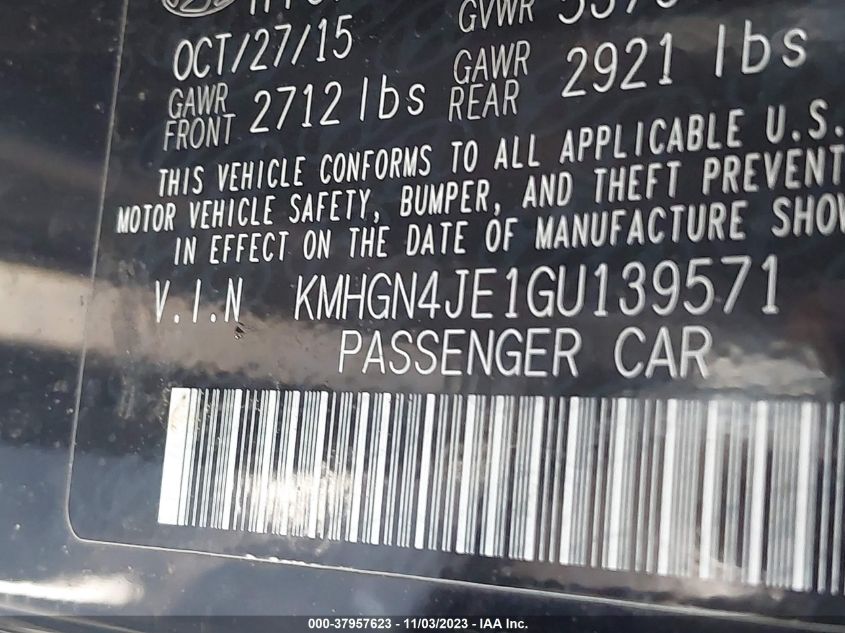 GVWR
OCT/27/15
GAWR FRONT 2712 lbs GAWR REAR 2921 lbs
THIS VEHICLE CONFORMS TO ALL APPLICABLE U.S.
MOTOR VEHICLE SAFETY, BUMPER, AND THEFT PREVENT
IN EFFECT ON THE DATE OF MANUFACTURE SHOW
V.I.N KMHGN4JE1GU139571
PASSENGER CAR
000-37957623 - 11/03/2023 - IAA Inc.